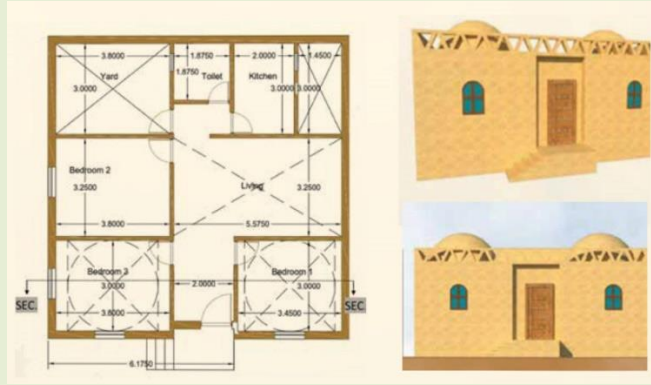 3.8000
1.8750
2.0000
1.4500
Yard
Toilet
Kitchen
1.8750
3.0000
3.0000
3.0000
Bedroom 2
Living
3.2500
3.2500
3.8000
5.5750
Bedroom 3
Bedroom 1
3.0000
2.0000
3.0000
SEC.
SEC.
3.8000
3.4500
6.1750